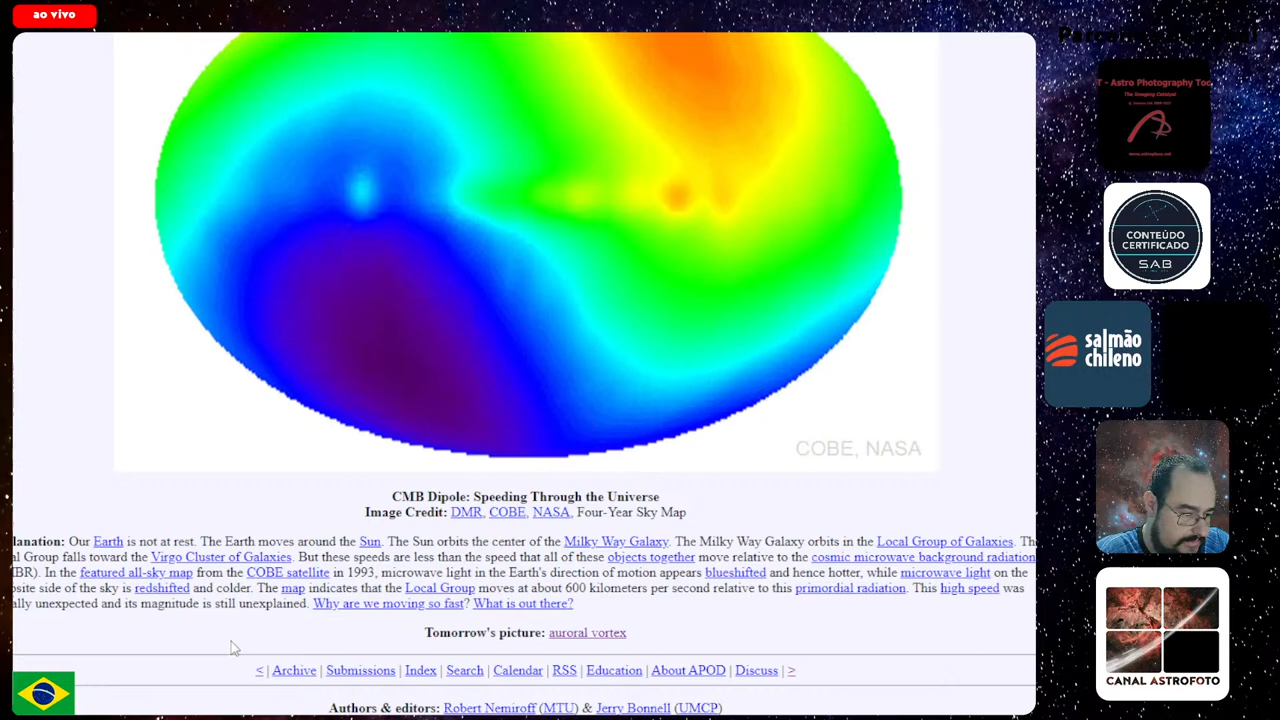 ao vivo
T - Astro Photography Too
The Imaging Catalyst
CONTEÚDO
CERTIFICADO
SAB
salmão
chileno
COBE, NASA
CMB Dipole: Speeding Through the Universe
Image Credit: DMR, COBE, NASA, Four-Year Sky Map
lanation: Our Earth is not at rest. The Earth moves around the Sun. The Sun orbits the center of the Milky Way Galaxy. The Milky Way Galaxy orbits in the Local Group of Galaxies. Th
al Group falls toward the Virgo Cluster of Galaxies. But these speeds are less than the speed that all of these objects together move relative to the cosmic microwave background radiation
BR). In the featured all-sky map from the COBE satellite in 1993, microwave light in the Earth's direction of motion appears blueshifted and hence hotter, while microwave light on the
osite side of the sky is redshifted and colder. The map indicates that the Local Group moves at about 600 kilometers per second relative to this primordial radiation. This high speed was
ally unexpected and its magnitude is still unexplained. Why are we moving so fast? What is out there?
Tomorrow's picture: auroral vortex
< | Archive | Submissions | Index | Search | Calendar | RSS | Education | About APOD | Discuss | >
Authors & editors: Robert Nemiroff (MTU) & Jerry Bonnell (UMCP)
CANAL ASTROFOTO